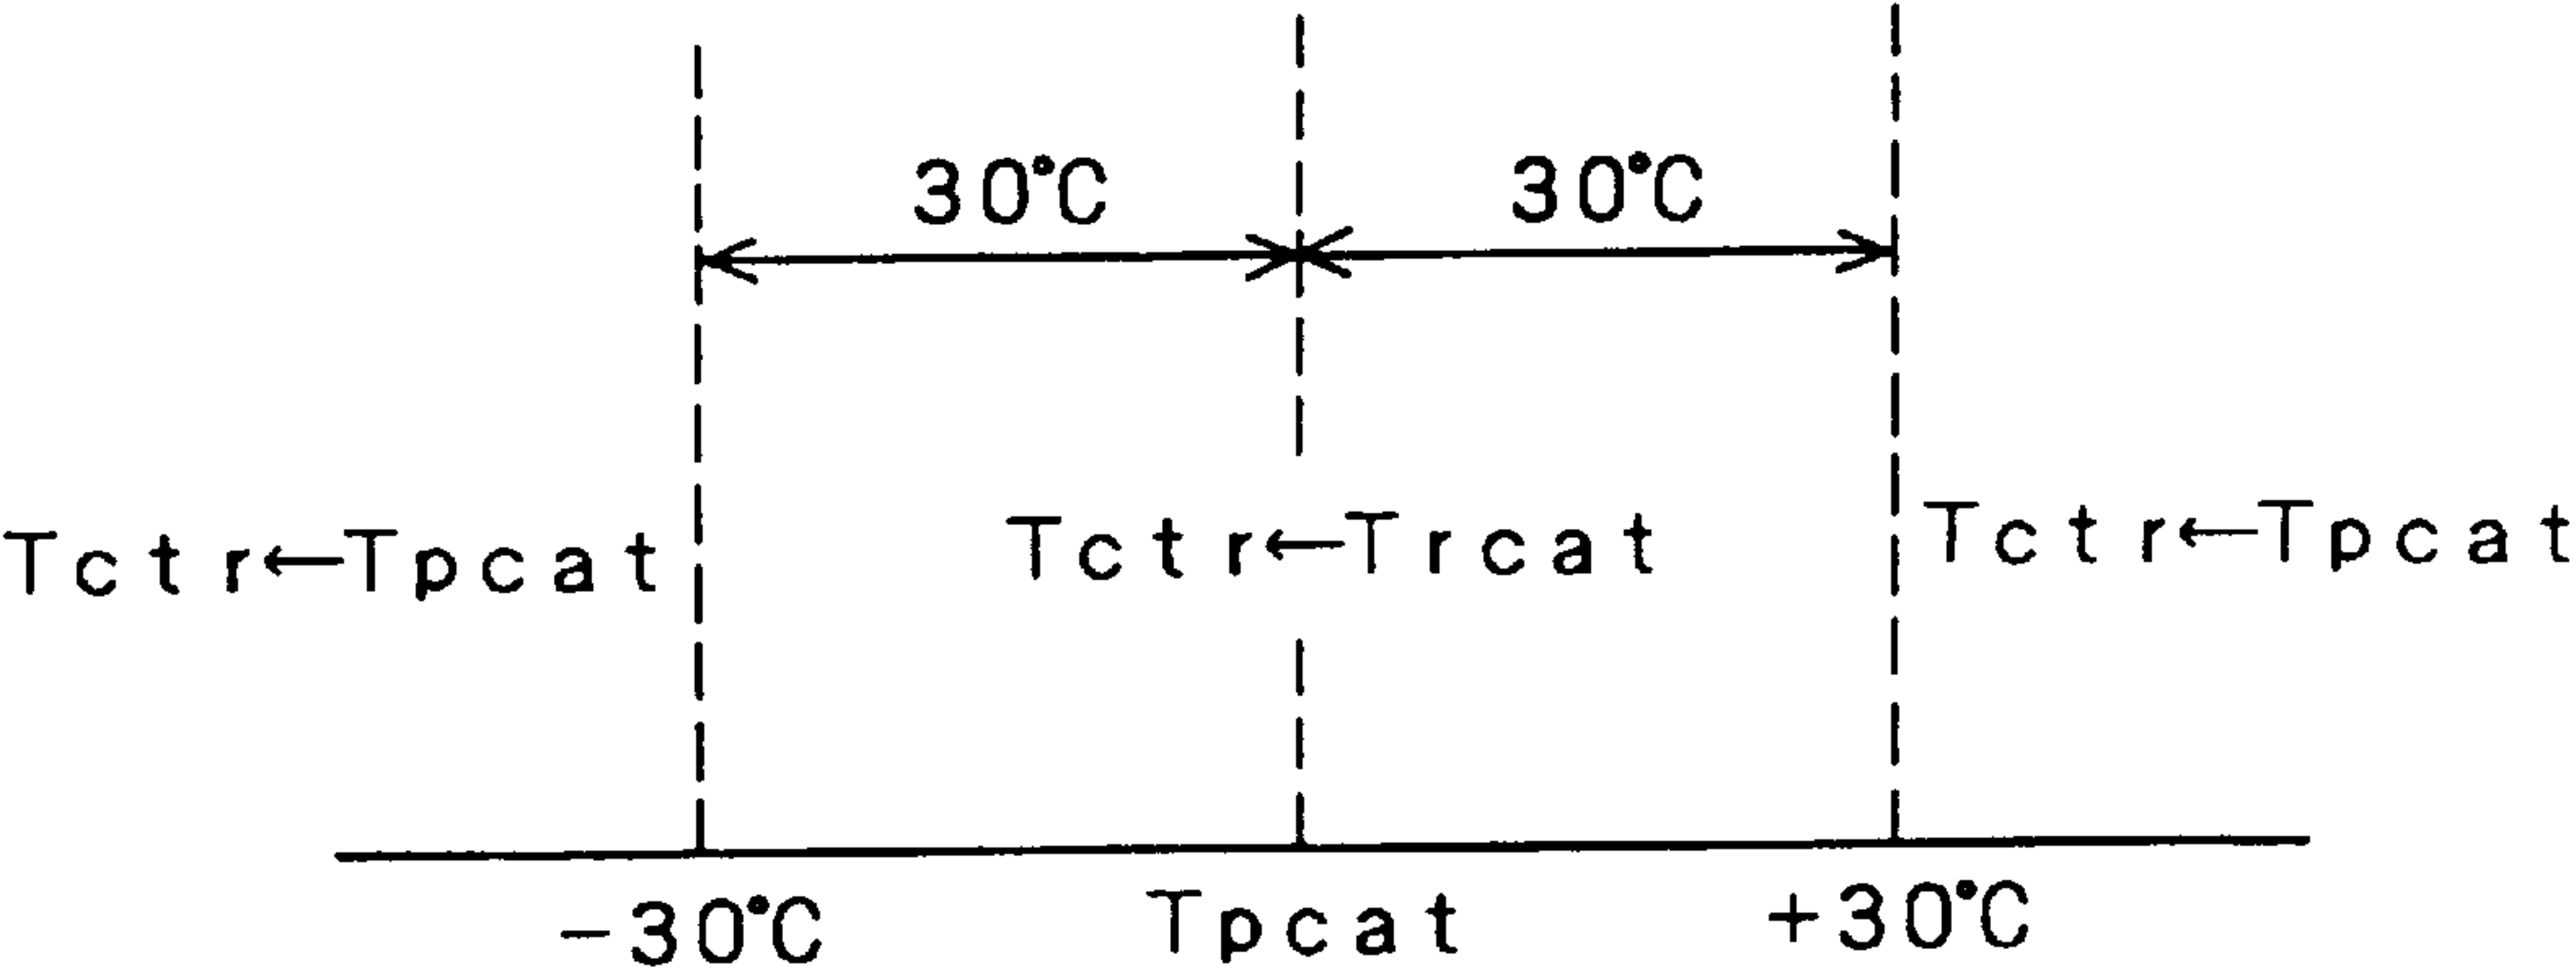 30°C 30°C
Tctr←Tpcat Tctr←Trcat Tctr←Tpcat
-30°C Tpcat +30°C